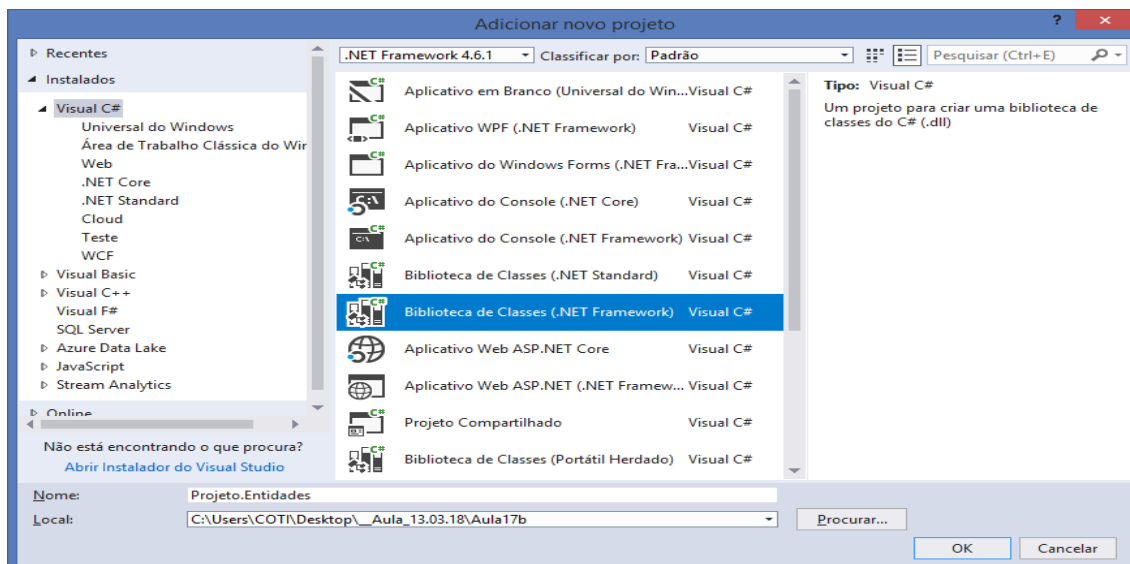 Adicionar novo projeto
?
Recentes
Instalados
Visual C#
Universal do Windows
Área de Trabalho Clássica do Wir
Web
.NET Core
.NET Standard
Cloud
Teste
WCF
Visual Basic
Visual C++
Visual F#
SQL Server
Azure Data Lake
JavaScript
Stream Analytics
Online
Não está encontrando o que procura?
Abrir Instalador do Visual Studio
.NET Framework 4.6.1 Classificar por: Padrão
Pesquisar (Ctrl+E)
Aplicativo em Branco (Universal do Win... Visual C#
Aplicativo WPF (.NET Framework) Visual C#
Aplicativo do Windows Forms (.NET Fra... Visual C#
Aplicativo do Console (.NET Core) Visual C#
Aplicativo do Console (.NET Framework) Visual C#
Biblioteca de Classes (.NET Standard) Visual C#
Biblioteca de Classes (.NET Framework) Visual C#
Aplicativo Web ASP.NET Core Visual C#
Aplicativo Web ASP.NET (.NET Framew... Visual C#
Projeto Compartilhado Visual C#
Biblioteca de Classes (Portátil Herdado) Visual C#
Tipo: Visual C#
Um projeto para criar uma biblioteca de
classes do C# (.dll)
Nome: Projeto.Entidades
Local: C:\Users\COTI\Desktop\__Aula_13.03.18\Aula17b
Procurar...
OK Cancelar